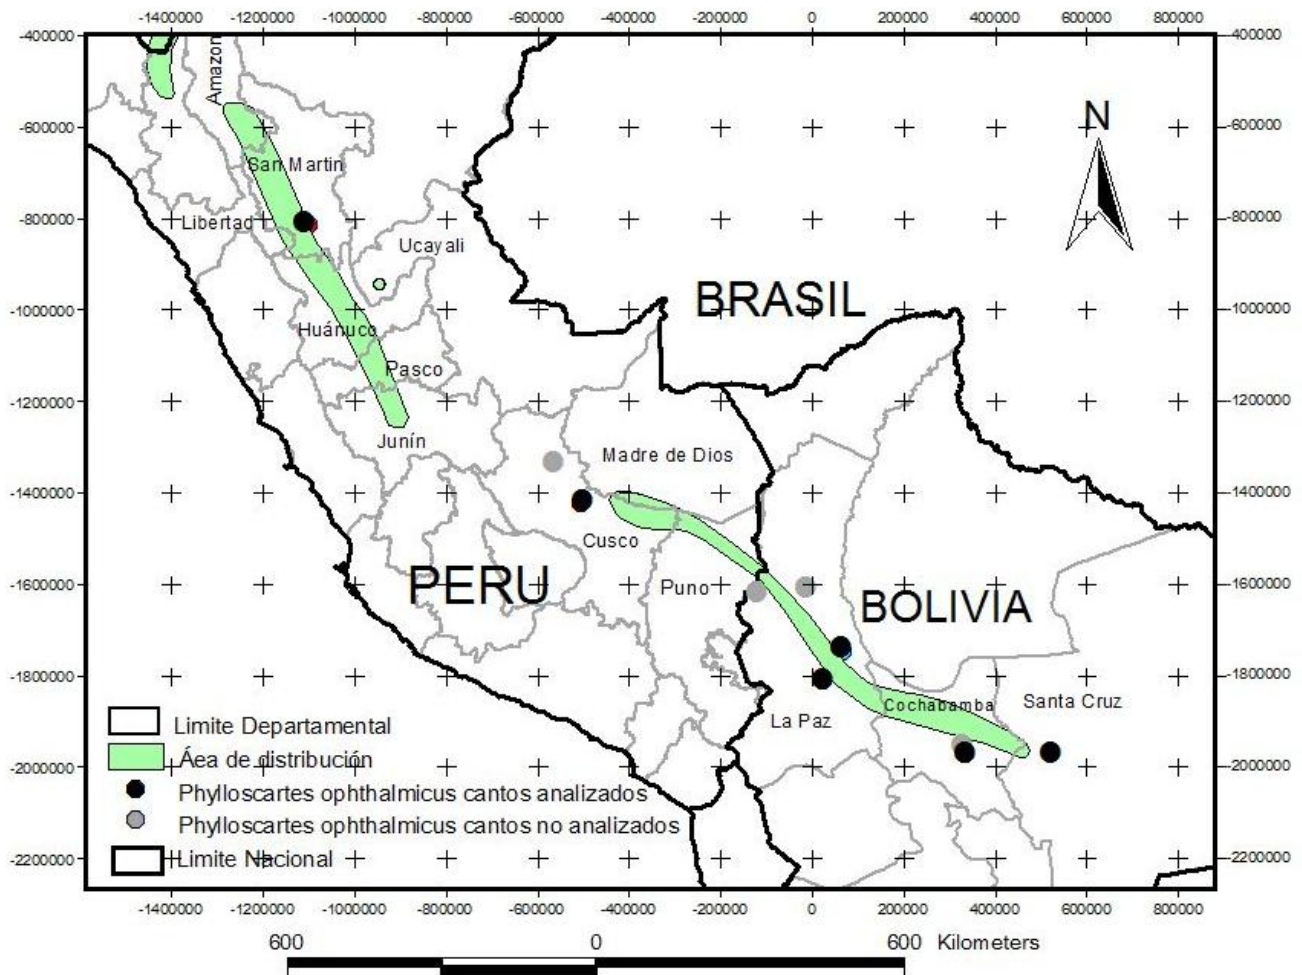 -1400000 -1200000 -1000000 -800000 -600000 -400000 -200000 0 200000 400000 600000 800000
-400000 -400000
Amazon
N
-600000 -600000
San Martin
-800000 -800000
Libertad
Ucayali
BRASIL
-1000000 -1000000
Huánuco
Pasco
-1200000 -1200000
Junín
Madre de Dios
-1400000 -1400000
Cusco
PERU
Puno
-1600000 -1600000
BOLIVIA
-1800000 -1800000
Cochabamba
Santa Cruz
La Paz
Limite Departamental
Áea de distribución
-2000000 -2000000
Phylloscartes ophthalmicus cantos analizados
Phylloscartes ophthalmicus cantos no analizados
Limite Nacional
-2200000 -2200000
-1400000 -1200000 -1000000 -800000 -600000 -400000 -200000 0 200000 400000 600000 800000
600 0 600 Kilometers